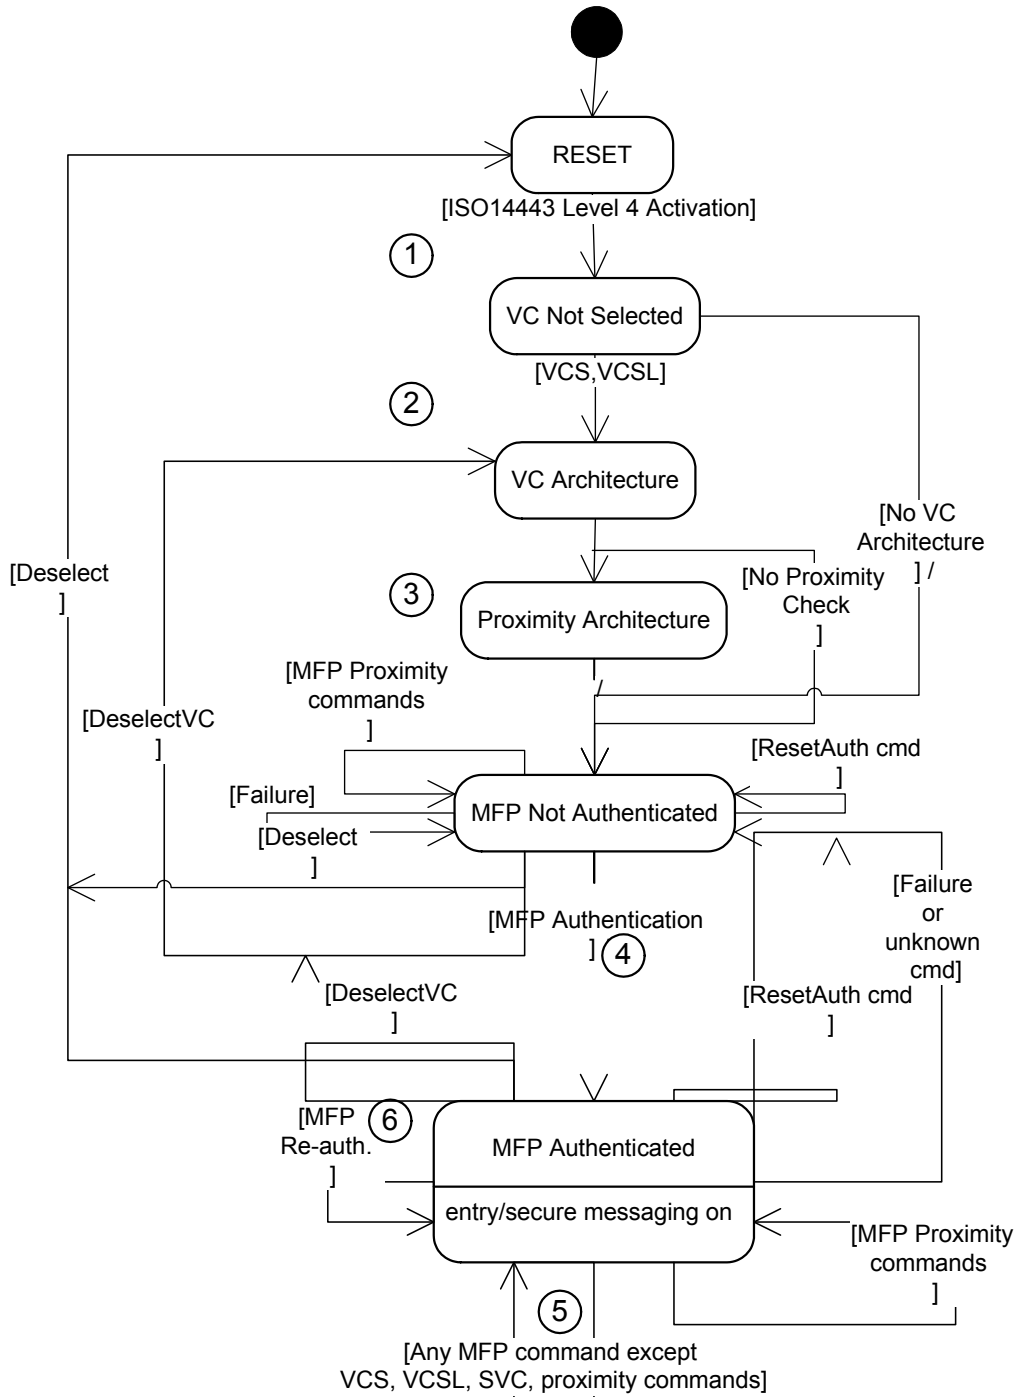 RESET
[ISO14443 Level 4 Activation]
1
VC Not Selected
[VCS,VCSL]
2
VC Architecture
[No VC
Architecture
] /
[Deselect
]
3
[No Proximity
Check
]
Proximity Architecture
[MFP Proximity
commands
]
/
[DeselectVC
]
[ResetAuth cmd
]
[Failure]
MFP Not Authenticated
[Deselect
]
[Failure
or
unknown
cmd]
[MFP Authentication
]
4
[DeselectVC
]
[ResetAuth cmd
]
[MFP
Re-auth.
]
6
MFP Authenticated
entry/secure messaging on
[MFP Proximity
commands
]
5
[Any MFP command except
VCS, VCSL, SVC, proximity commands]